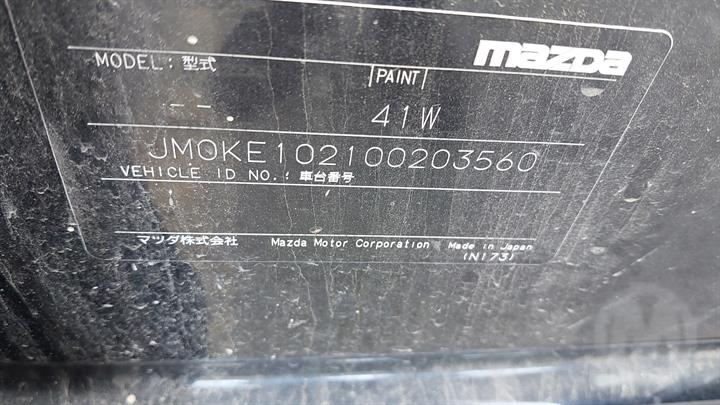 mazda
MODEL: 型式
PAINT
--
41W
JM0KE102100203560
VEHICLE ID NO.: 車台番号
マツダ株式会社 Mazda Motor Corporation Made in Japan
(N173)
M